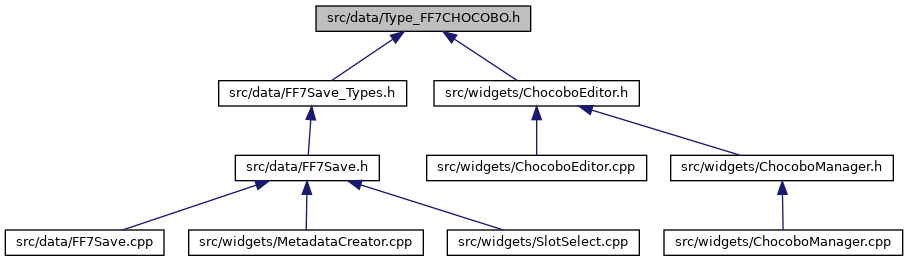 src/data/Type_FF7CHOCOBO.h
src/data/FF7Save_Types.h
src/widgets/ChocoboEditor.h
src/data/FF7Save.h
src/widgets/ChocoboEditor.cpp
src/widgets/ChocoboManager.h
src/data/FF7Save.cpp
src/widgets/MetadataCreator.cpp
src/widgets/SlotSelect.cpp
src/widgets/ChocoboManager.cpp